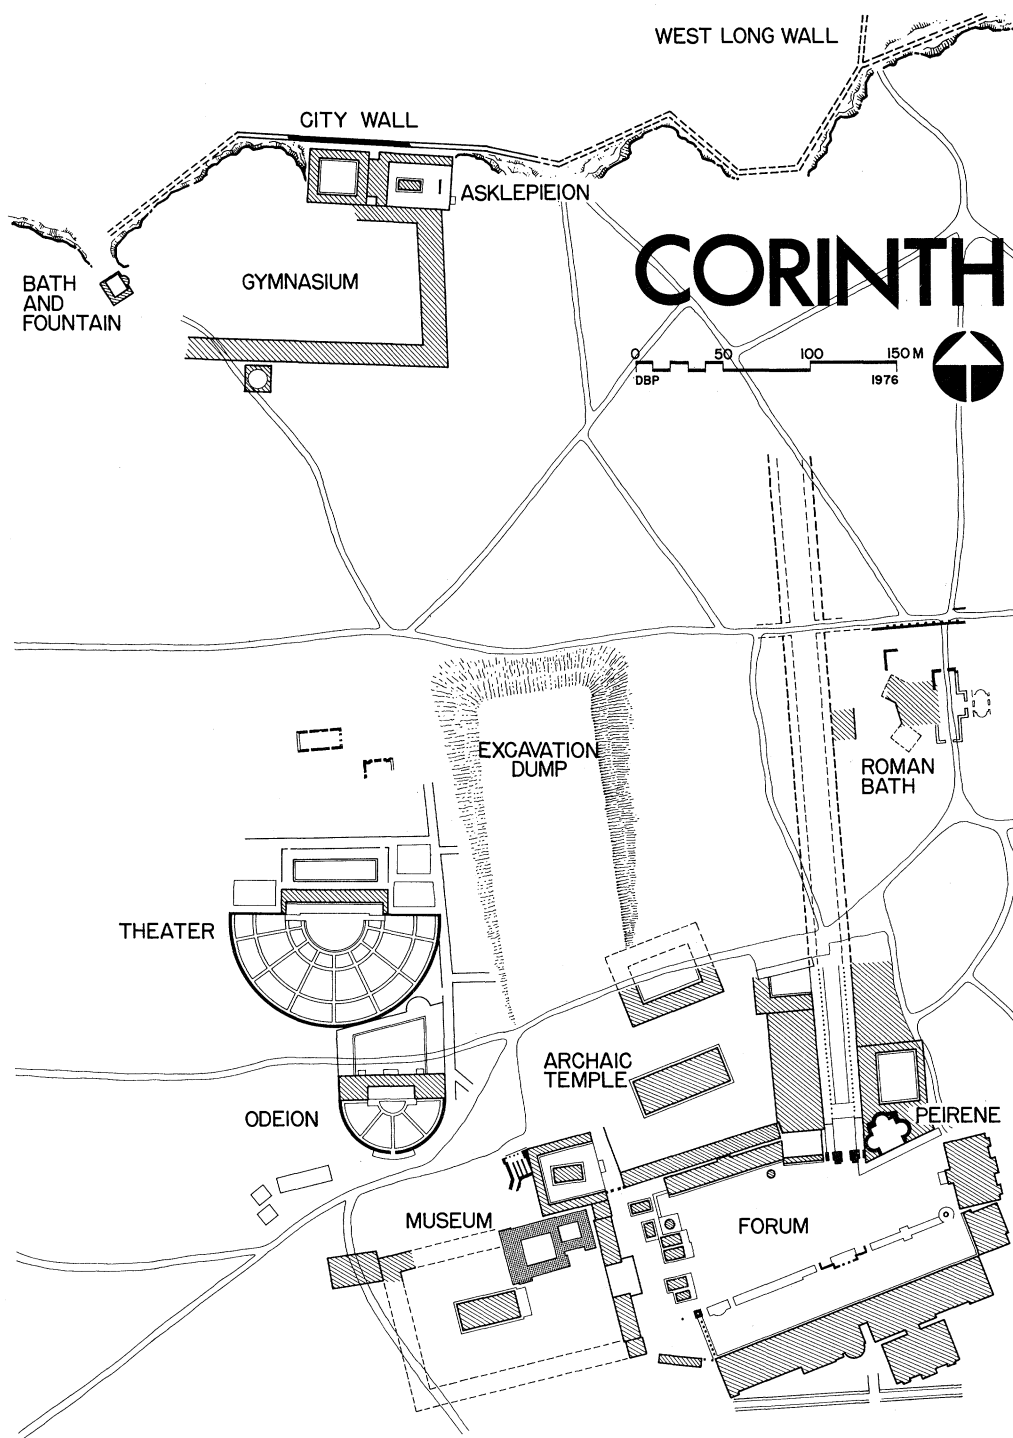 WEST LONG WALL
CITY WALL
ASKLEPIEION
CORINTH
BATH
AND
FOUNTAIN
GYMNASIUM
0 50 100 150 M
DBP 1976
EXCAVATION
DUMP
ROMAN
BATH
THEATER
ARCHAIC
TEMPLE
ODEION
PEIRENE
MUSEUM
FORUM